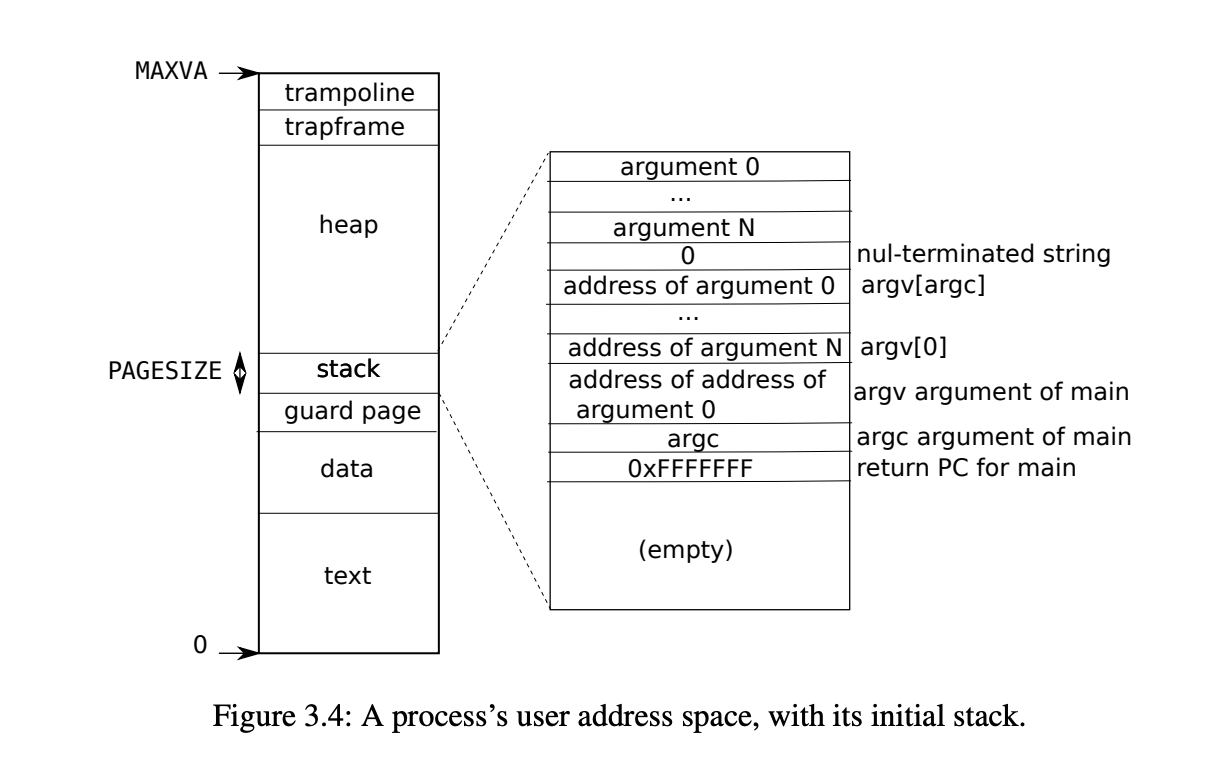 MAXVA
trampoline
trapframe
heap
PAGESIZE
stack
guard page
data
text
0
argument 0
...
argument N
0 nul-terminated string
address of argument 0 argv[argc]
...
address of argument N argv[0]
address of address of
argument 0 argv argument of main
argc argc argument of main
0xFFFFFFF return PC for main
(empty)
Figure 3.4: A process’s user address space, with its initial stack.